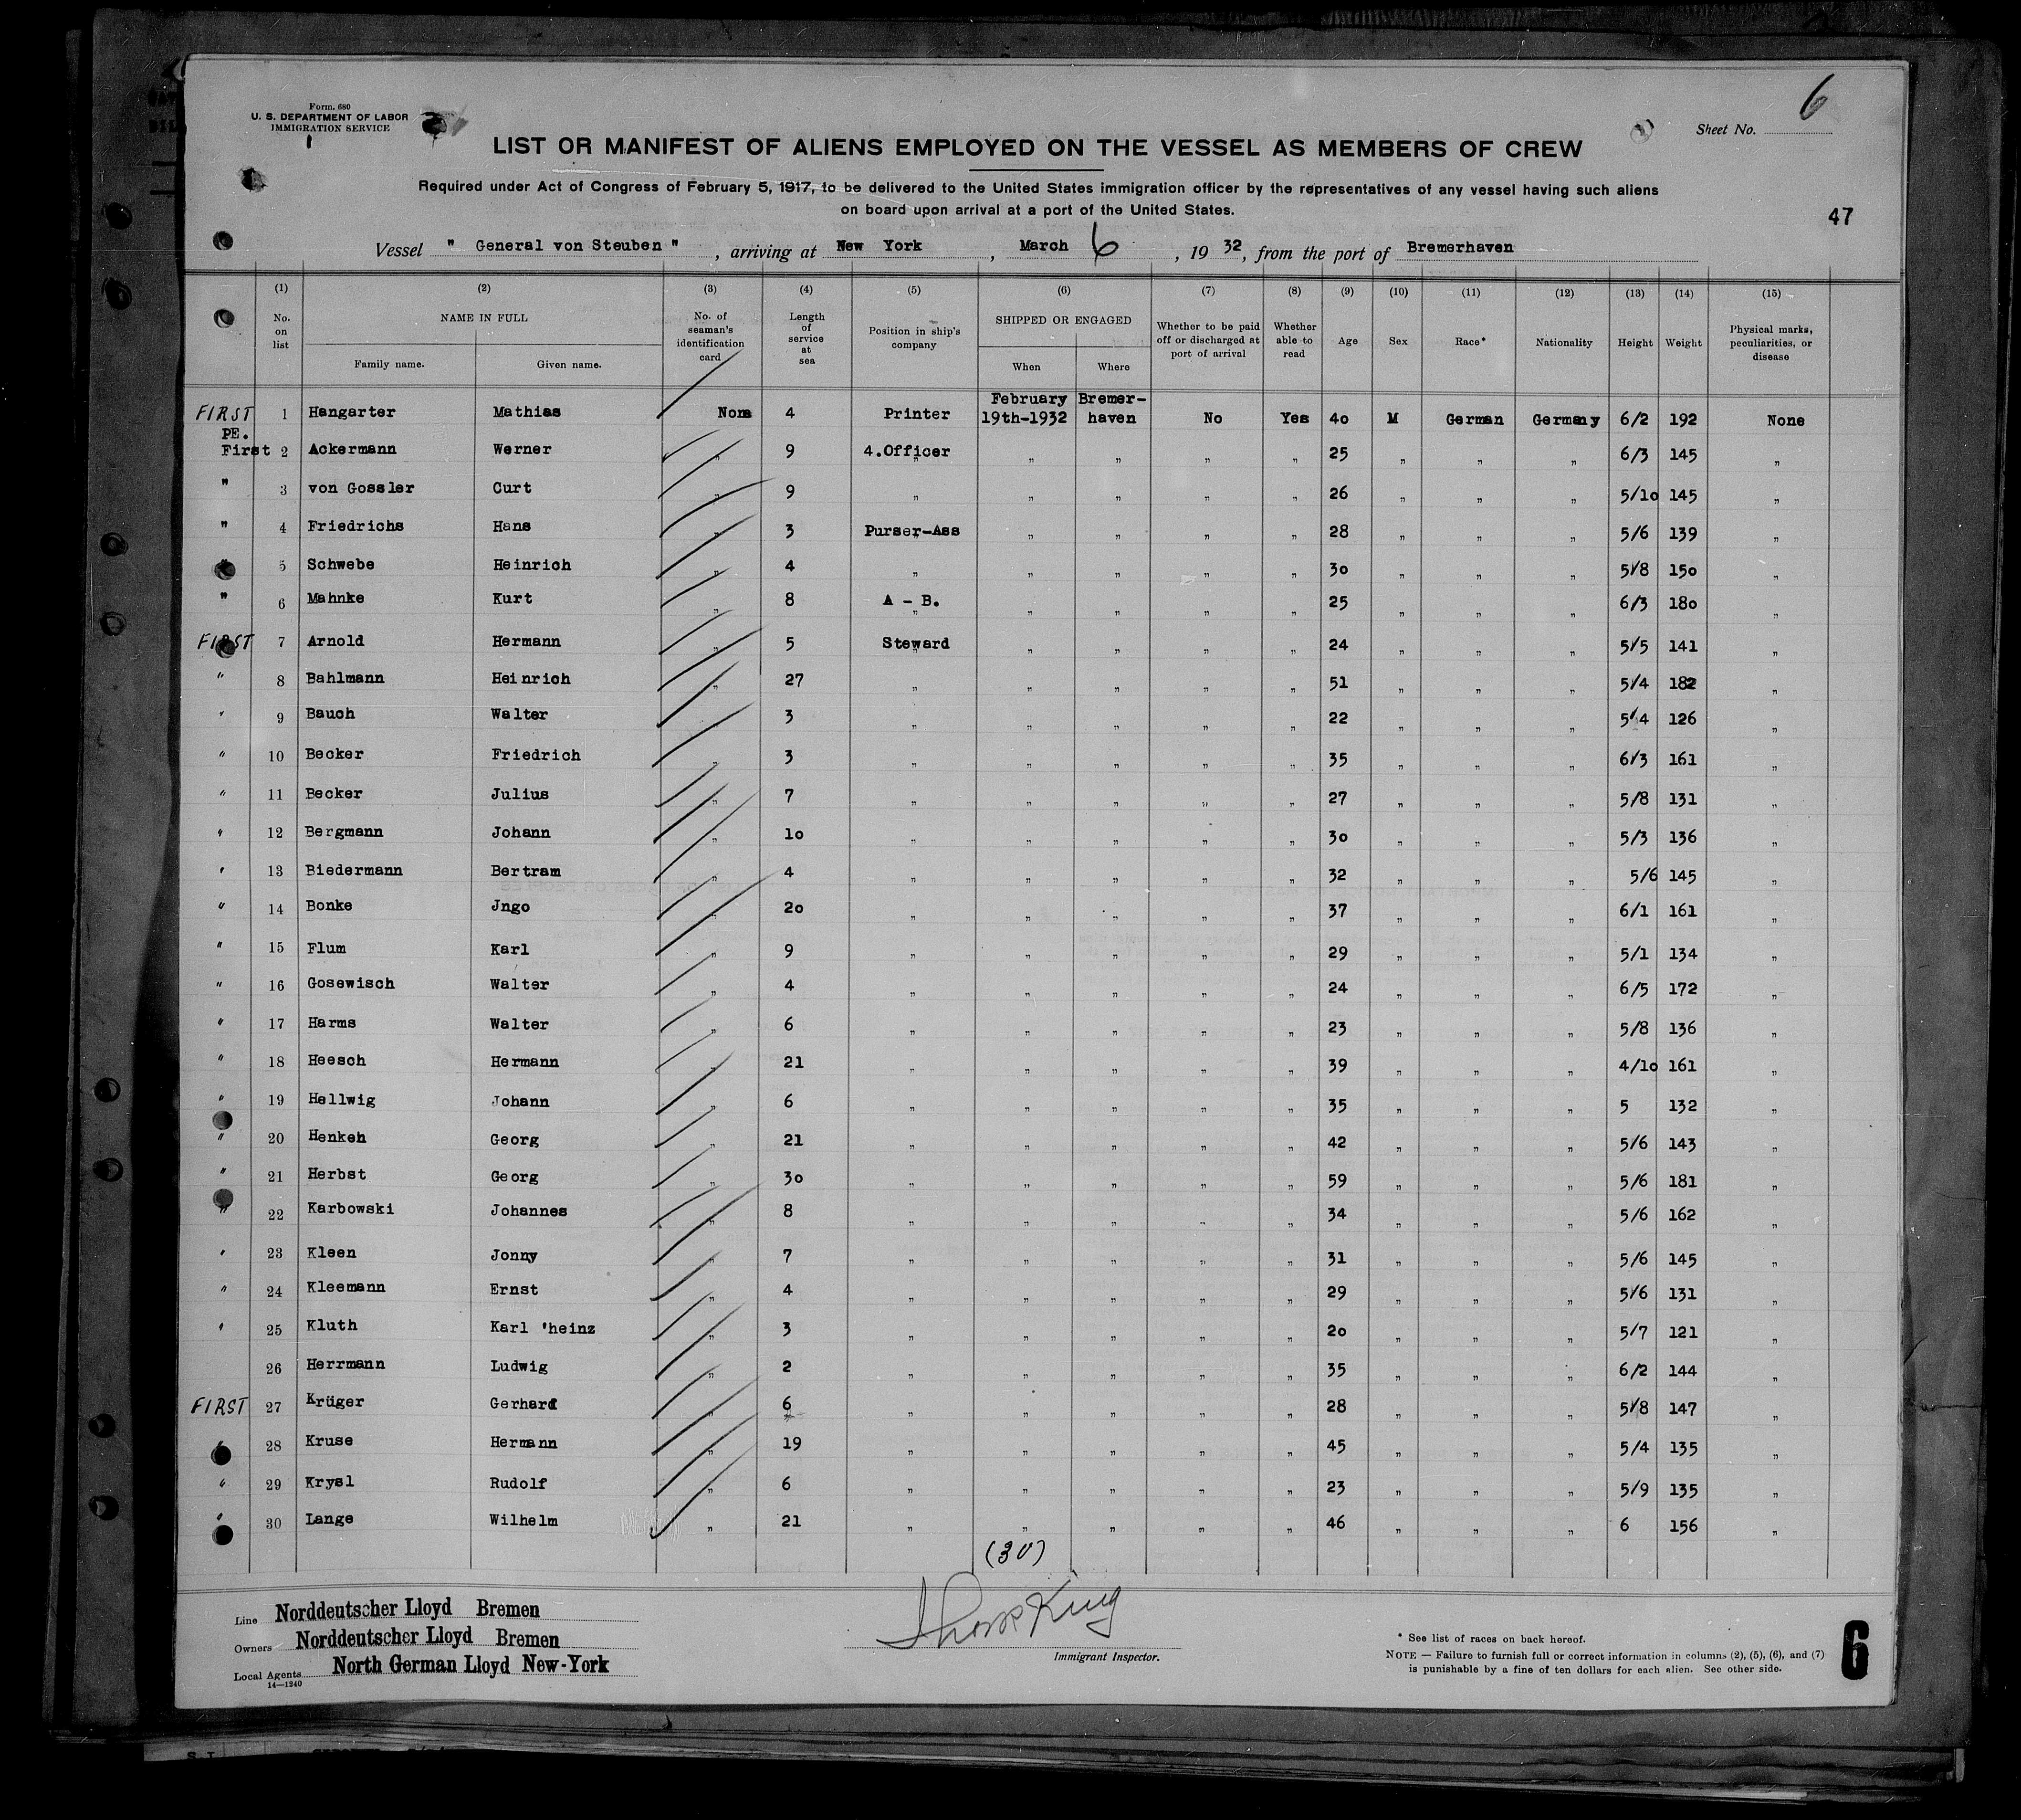 Form. 680
U. S. DEPARTMENT OF LABOR
IMMIGRATION SERVICE
6
Sheet No.
LIST OR MANIFEST OF ALIENS EMPLOYED ON THE VESSEL AS MEMBERS OF CREW
Required under Act of Congress of February 5, 1917, to be delivered to the United States immigration officer by the representatives of any vessel having such aliens
on board upon arrival at a port of the United States.
47
Vessel " General von Steuben ", arriving at New York, March 6, 19 32, from the port of Bremerhaven
(1) (2) (3) (4) (5) (6) (7) (8) (9) (10) (11) (12) (13) (14) (15)
No. on list NAME IN FULL Family name. Given name. No. of seaman's identification card Length of service at sea Position in ship's company SHIPPED OR ENGAGED When Where Whether to be paid off or discharged at port of arrival Whether able to read Age Sex Race* Nationality Height Weight Physical marks, peculiarities, or disease
FIRST 1 Hangarter Mathias None 4 Printer February 19th-1932 Bremer-haven No Yes 40 M German Germany 6/2 192 None
PE.
First 2 Ackermann Werner " 9 4.Officer " " " " 25 " " " 6/3 145 "
" 3 von Gossler Curt " 9 " " " " " 26 " " " 5/10 145 "
" 4 Friedrichs Hans " 3 Purser-Ass " " " " 28 " " " 5/6 139 "
" 5 Schwebe Heinrich " 4 " " " " " 30 " " " 5/8 150 "
" 6 Mahnke Kurt " 8 A - B. " " " " 25 " " " 6/3 180 "
FIRST 7 Arnold Hermann " 5 Steward " " " " 24 " " " 5/5 141 "
" 8 Bahlmann Heinrich " 27 " " " " " 51 " " " 5/4 182 "
" 9 Bauch Walter " 3 " " " " " 22 " " " 5/4 126 "
" 10 Becker Friedrich " 3 " " " " " 35 " " " 6/3 161 "
" 11 Becker Julius " 7 " " " " " 27 " " " 5/8 131 "
" 12 Bergmann Johann " 10 " " " " " 30 " " " 5/3 136 "
" 13 Biedermann Bertram " 4 " " " " " 32 " " " 5/6 145 "
" 14 Bonke Jngo " 20 " " " " " 37 " " " 6/1 161 "
" 15 Flum Karl " 9 " " " " " 29 " " " 5/1 134 "
" 16 Gosewisch Walter " 4 " " " " " 24 " " " 6/5 172 "
" 17 Harms Walter " 6 " " " " " 23 " " " 5/8 136 "
" 18 Heesch Hermann " 21 " " " " " 39 " " " 4/10 161 "
" 19 Hellwig Johann " 6 " " " " " 35 " " " 5 132 "
" 20 Henken Georg " 21 " " " " " 42 " " " 5/6 143 "
" 21 Herbst Georg " 30 " " " " " 59 " " " 5/6 181 "
" 22 Karbowski Johannes " 8 " " " " " 34 " " " 5/6 162 "
" 23 Kleen Jonny " 7 " " " " " 31 " " " 5/6 145 "
" 24 Kleemann Ernst " 4 " " " " " 29 " " " 5/6 131 "
" 25 Kluth Karl 'heinz " 3 " " " " " 20 " " " 5/7 121 "
26 Herrmann Ludwig " 2 " " " " " 35 " " " 6/2 144 "
FIRST 27 Krüger Gerhard " 6 " " " " " 28 " " " 5/8 147 "
" 28 Kruse Hermann " 19 " " " " " 45 " " " 5/4 135 "
" 29 Krysl Rudolf " 6 " " " " " 23 " " " 5/9 135 "
" 30 Lange Wilhelm " 21 " " " " " 46 " " " 6 156 "
(30)
Line Norddeutscher Lloyd Bremen
Owners Norddeutscher Lloyd Bremen
Local Agents North German Lloyd New-York
14—1240
King
Immigrant Inspector.
* See list of races on back hereof.
NOTE — Failure to furnish full or correct information in columns (2), (5), (6), and (7)
is punishable by a fine of ten dollars for each alien. See other side.
6